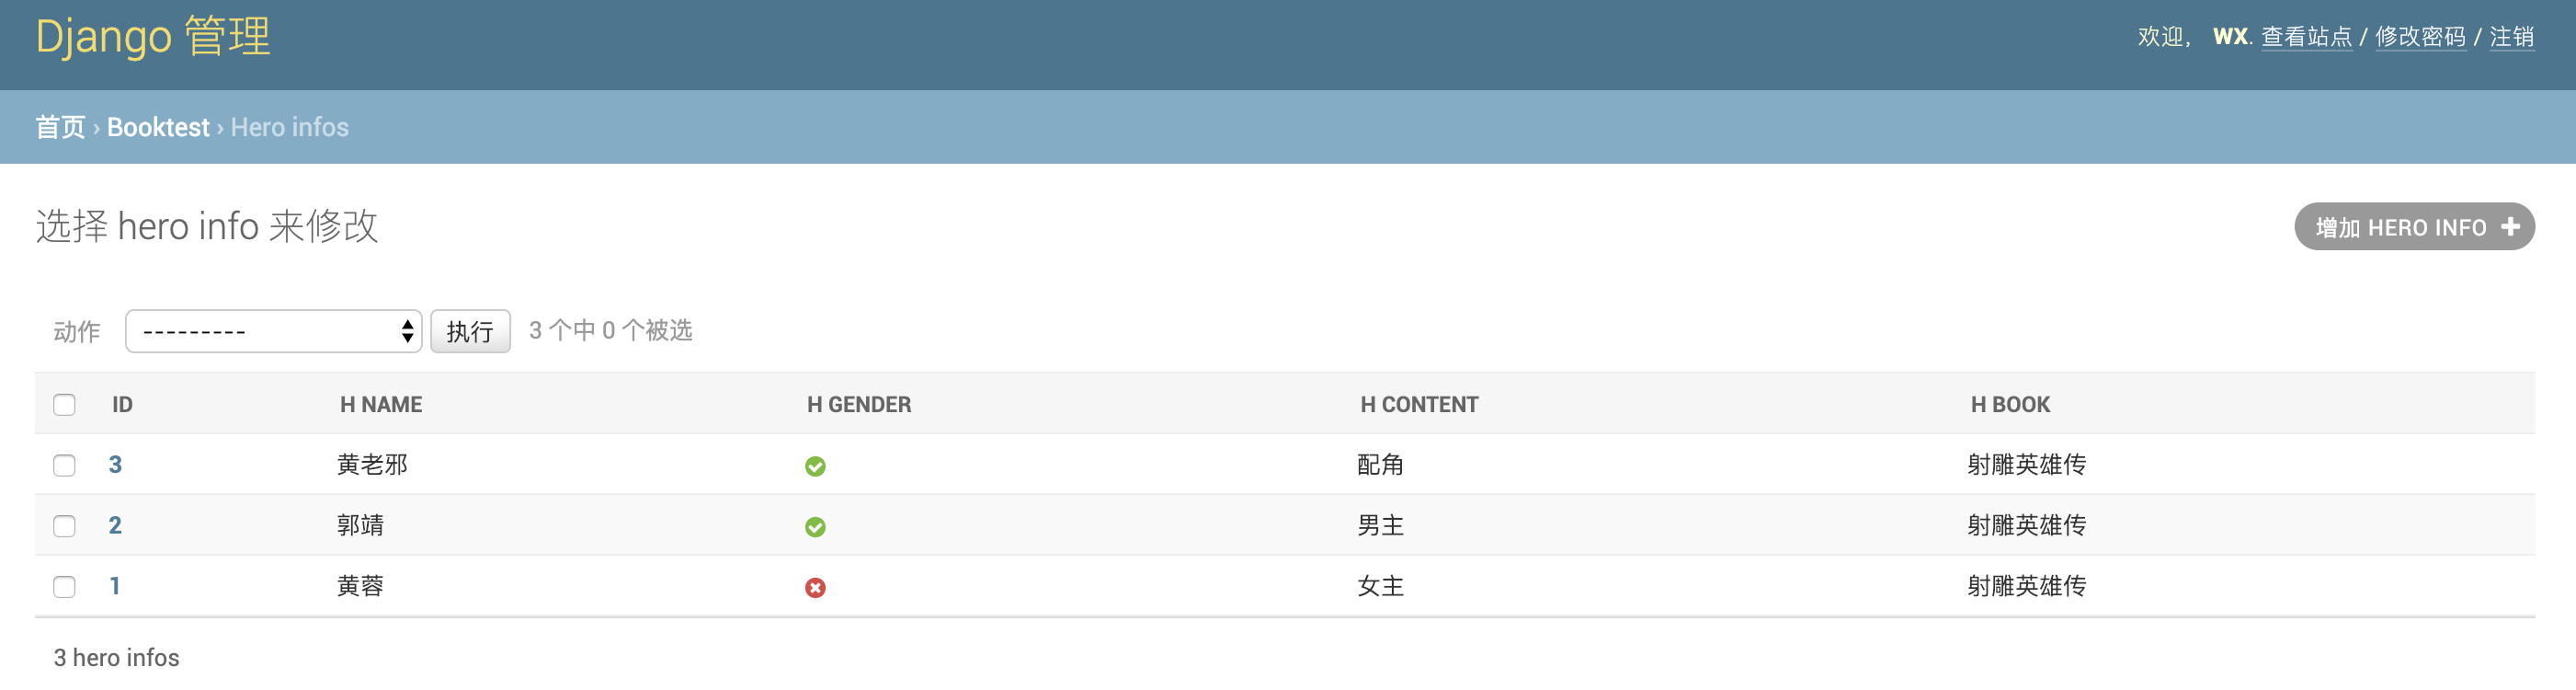 Django 管理
欢迎， WX. 查看站点 / 修改密码 / 注销
首页 › Booktest › Hero infos
选择 hero info 来修改
增加 HERO INFO
动作 --------- 执行 3 个中 0 个被选
ID H NAME H GENDER H CONTENT H BOOK
3 黄老邪 配角 射雕英雄传
2 郭靖 男主 射雕英雄传
1 黄蓉 女主 射雕英雄传
3 hero infos